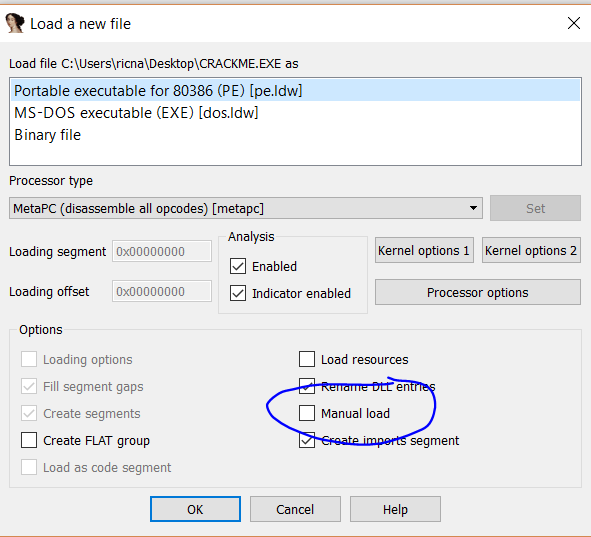 Load a new file
Load file C:\Users\ricna\Desktop\CRACKME.EXE as
Portable executable for 80386 (PE) [pe.ldw]
MS-DOS executable (EXE) [dos.ldw]
Binary file
Processor type
MetaPC (disassemble all opcodes) [metapc]
Set
Loading segment 0x00000000
Loading offset 0x00000000
Analysis
Enabled
Indicator enabled
Kernel options 1 Kernel options 2
Processor options
Options
Loading options
Fill segment gaps
Create segments
Create FLAT group
Load as code segment
Load resources
Rename DLL entries
Manual load
Create imports segment
OK Cancel Help